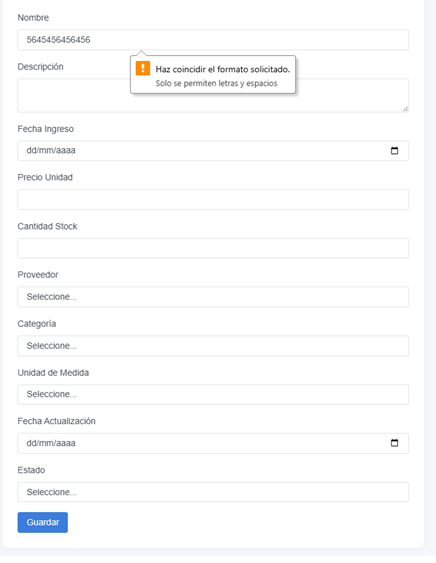 Nombre
5645456456456
Haz coincidir el formato solicitado.
Solo se permiten letras y espacios
Descripción
Fecha Ingreso
dd/mm/aaaa
Precio Unidad
Cantidad Stock
Proveedor
Seleccione...
Categoría
Seleccione...
Unidad de Medida
Seleccione...
Fecha Actualización
dd/mm/aaaa
Estado
Seleccione...
Guardar